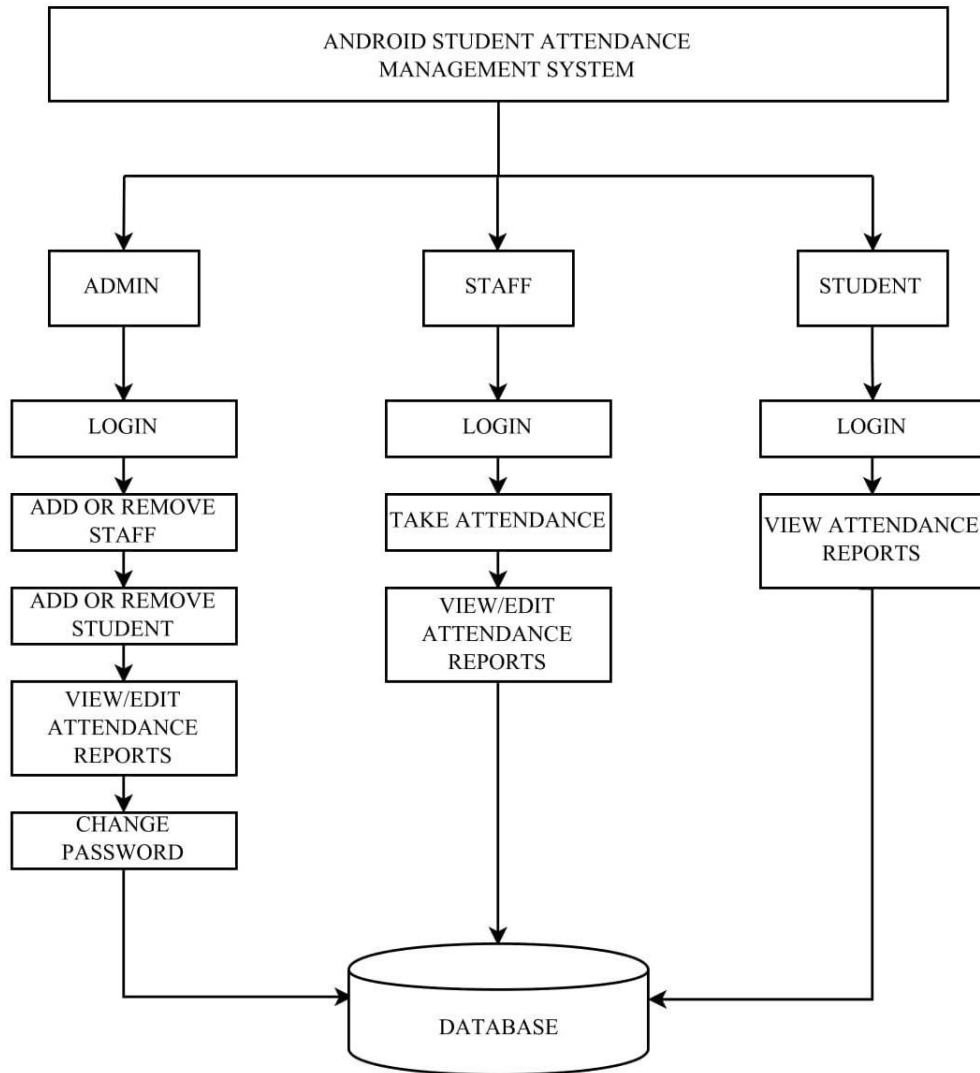 ANDROID STUDENT ATTENDANCE
MANAGEMENT SYSTEM
ADMIN
STAFF
STUDENT
LOGIN
LOGIN
LOGIN
ADD OR REMOVE
STAFF
TAKE ATTENDANCE
VIEW ATTENDANCE
REPORTS
ADD OR REMOVE
STUDENT
VIEW/EDIT
ATTENDANCE
REPORTS
VIEW/EDIT
ATTENDANCE
REPORTS
CHANGE
PASSWORD
DATABASE